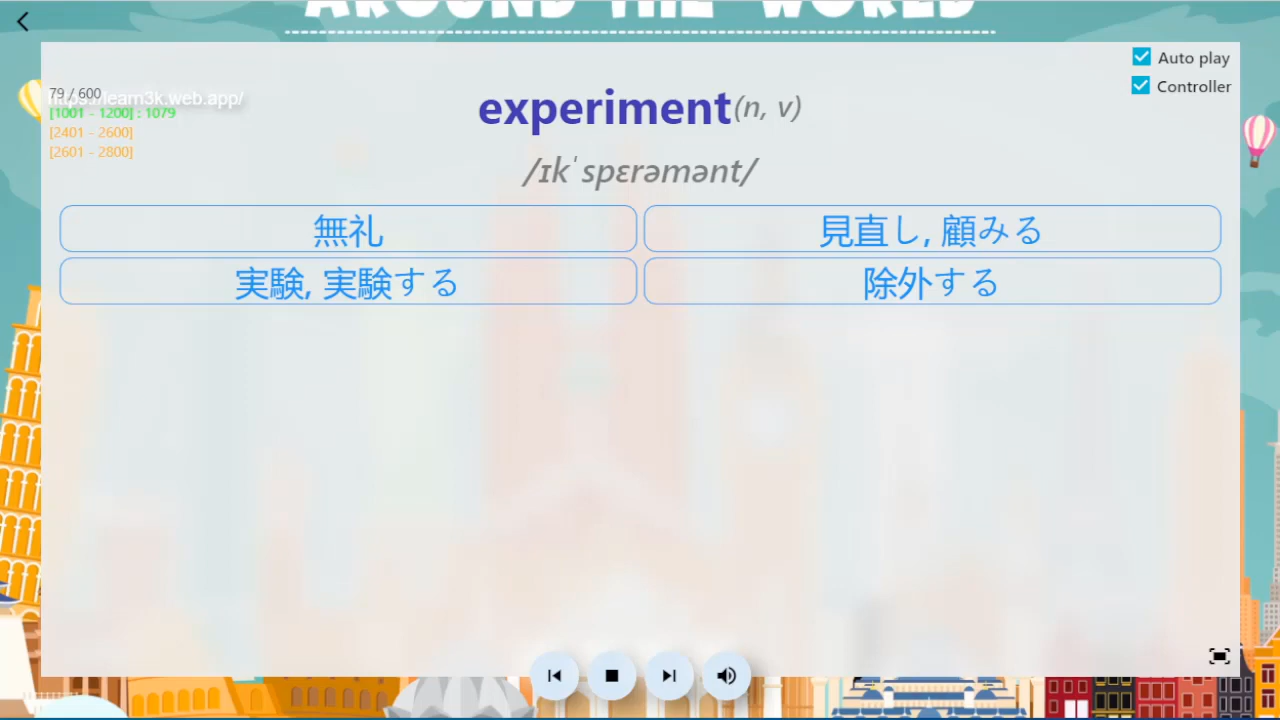 AROUND THE WORLD
Auto play
Controller
79 / 600
https://learn3k.web.app/
[1001 - 1200] : 1079
[2401 - 2600]
[2601 - 2800]
experiment(n, v)
/ɪkˈspɛrəmənt/
無礼
見直し, 顧みる
実験, 実験する
除外する